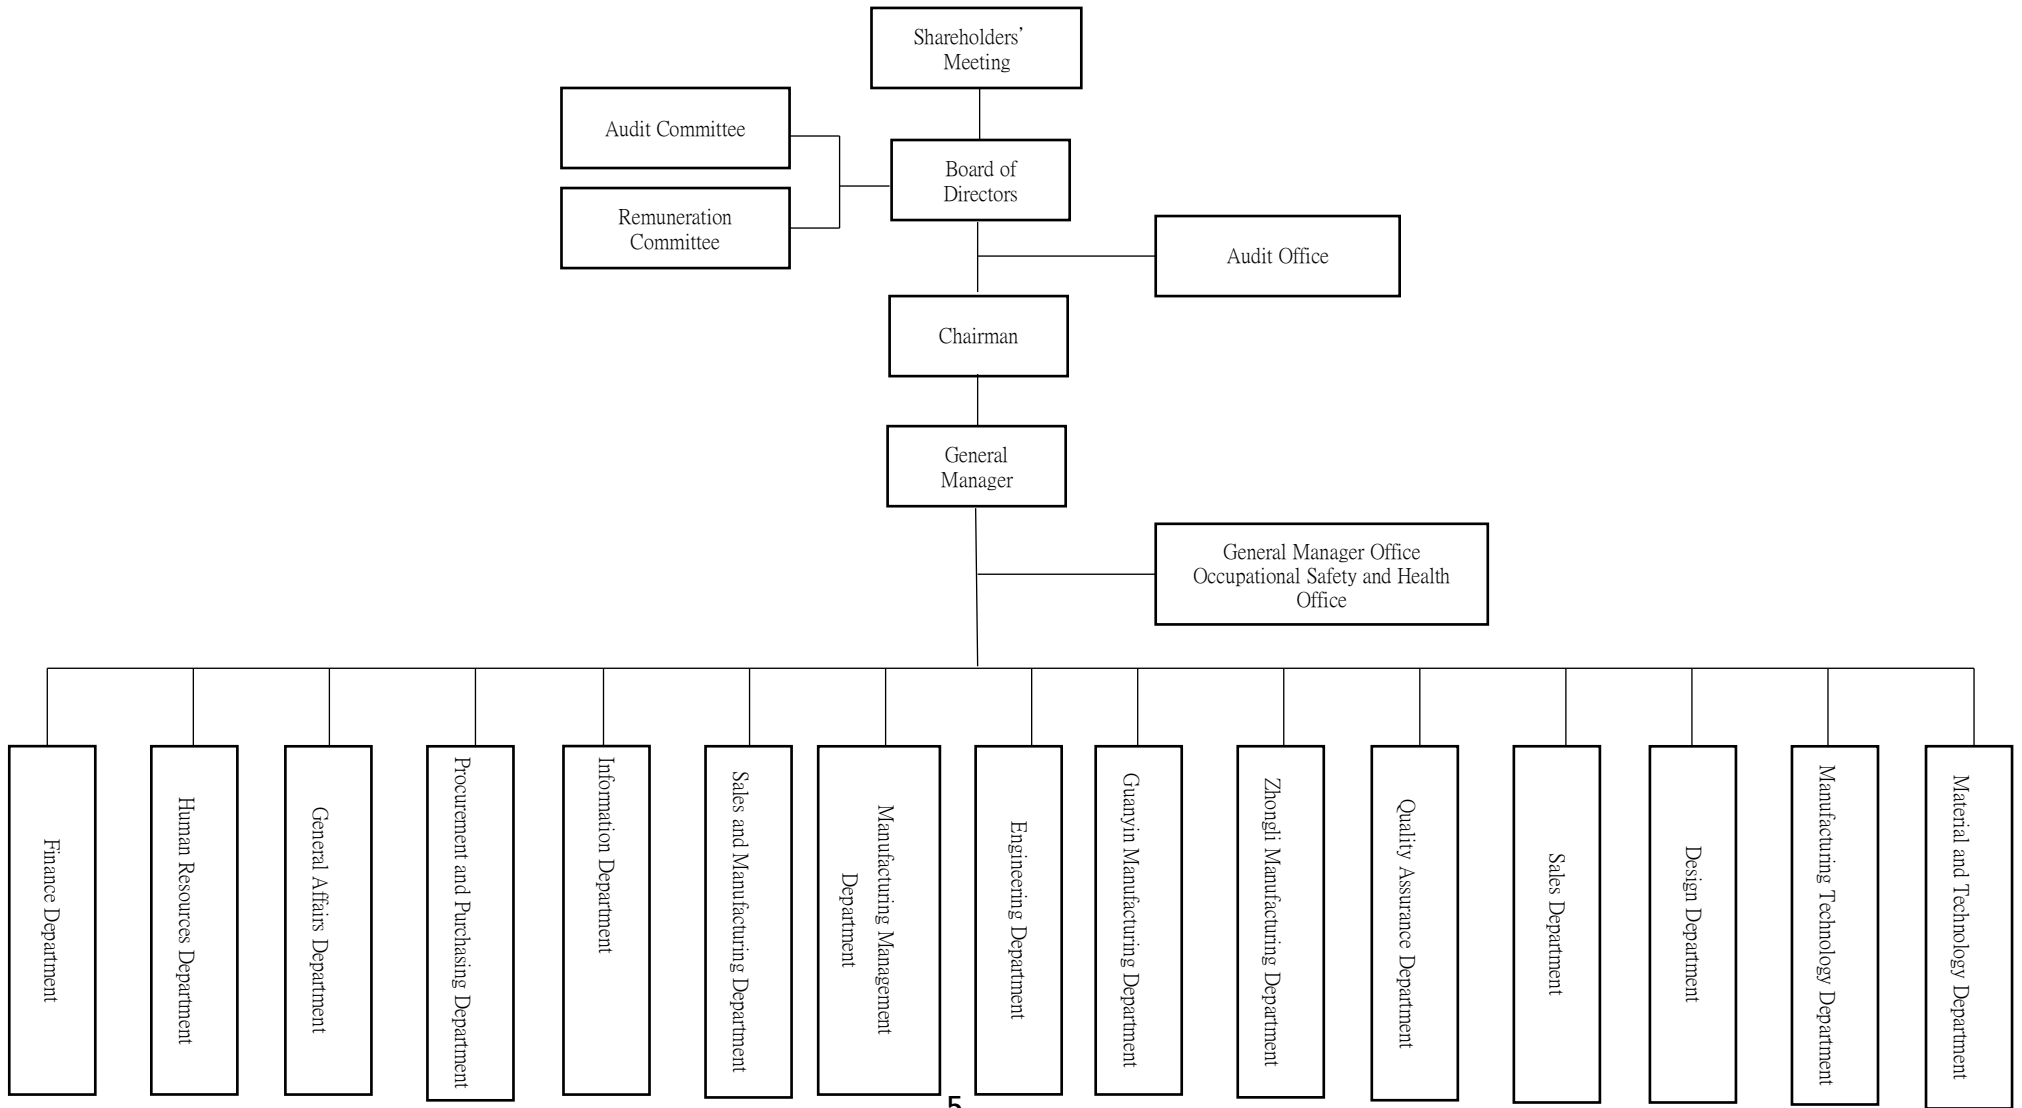 Shareholders’
Meeting
Audit Committee
Board of
Directors
Remuneration
Committee
Audit Office
Chairman
General
Manager
General Manager Office
Occupational Safety and Health
Office
Finance Department
Human Resources Department
General Affairs Department
Procurement and Purchasing Department
Information Department
Sales and Manufacturing Department
Manufacturing Management
Department
Engineering Department
Guanyin Manufacturing Department
Zhongli Manufacturing Department
Quality Assurance Department
Sales Department
Design Department
Manufacturing Technology Department
Material and Technology Department
5